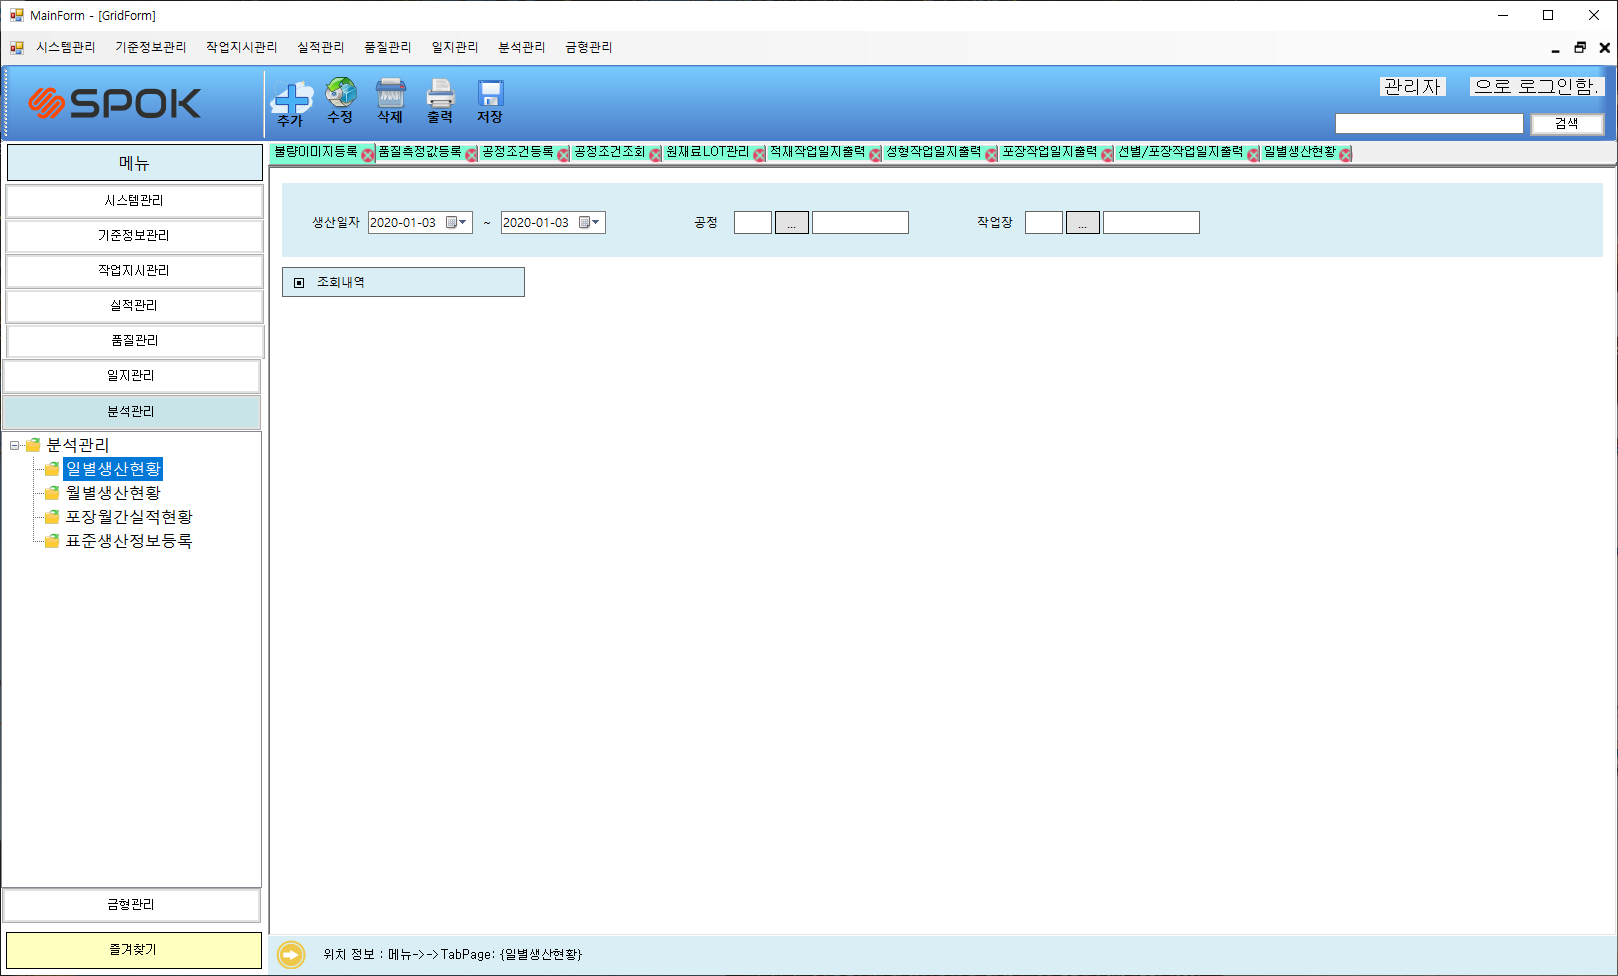 MainForm - [GridForm]
시스템관리 기준정보관리 작업지시관리 실적관리 품질관리 일지관리 분석관리 금형관리
SPOK
추가 수정 삭제 출력 저장
관리자 으로 로그인함.
검색
메뉴
시스템관리
기준정보관리
작업지시관리
실적관리
품질관리
일지관리
분석관리
분석관리
일별생산현황
월별생산현황
포장월간실적현황
표준생산정보등록
금형관리
즐겨찾기
불량이미지등록 품질측정값등록 공정조건등록 공정조건조회 원재료LOT관리 적재작업일지출력 성형작업일지출력 포장작업일지출력 선별/포장작업일지출력 일별생산현황
생산일자 2020-01-03 ~ 2020-01-03 공정 ... 작업장 ...
조회내역
위치 정보 : 메뉴->->TabPage: {일별생산현황}